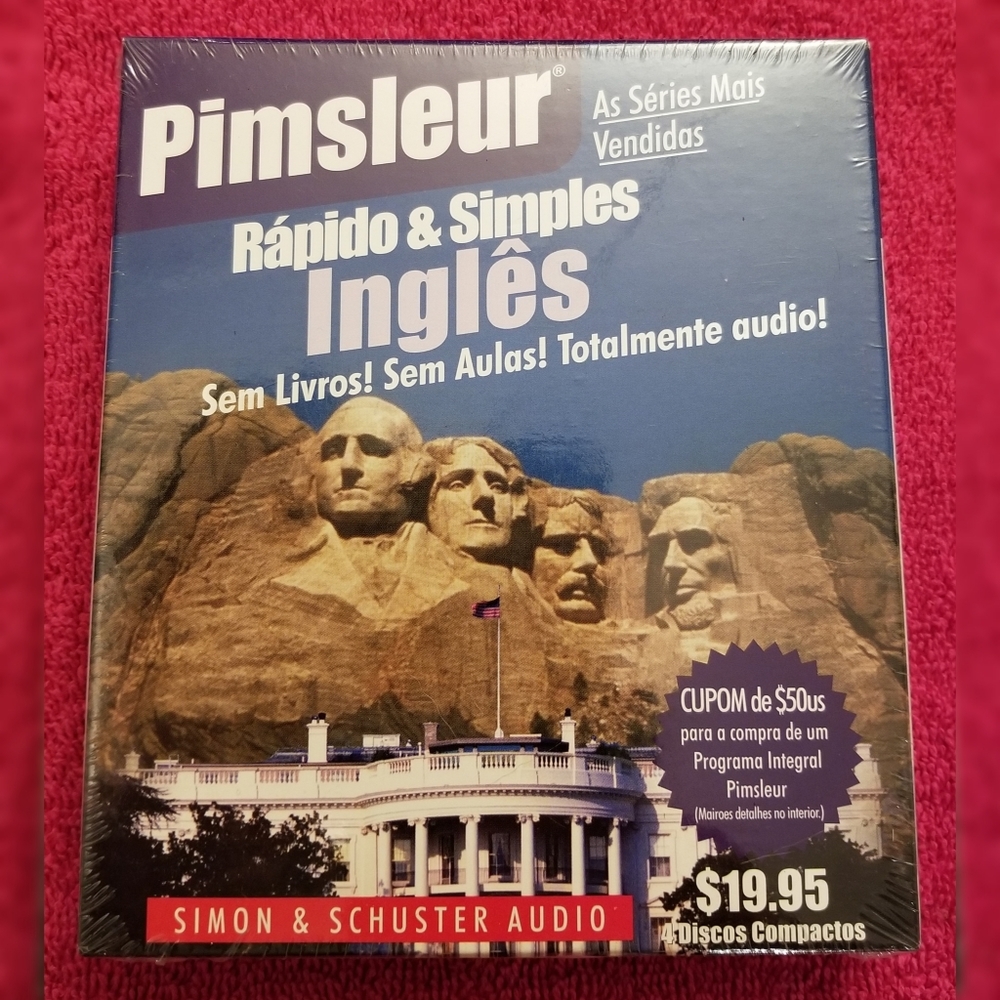 Pimsleur®
As Séries Mais
Vendidas
Rápido & Simples
Inglês
Sem Livros! Sem Aulas! Totalmente audio!
CUPOM de $50us
para a compra de um
Programa Integral
Pimsleur
(Mairoes detalhes no interior.)
$19.95
4 Discos Compactos
SIMON & SCHUSTER AUDIO